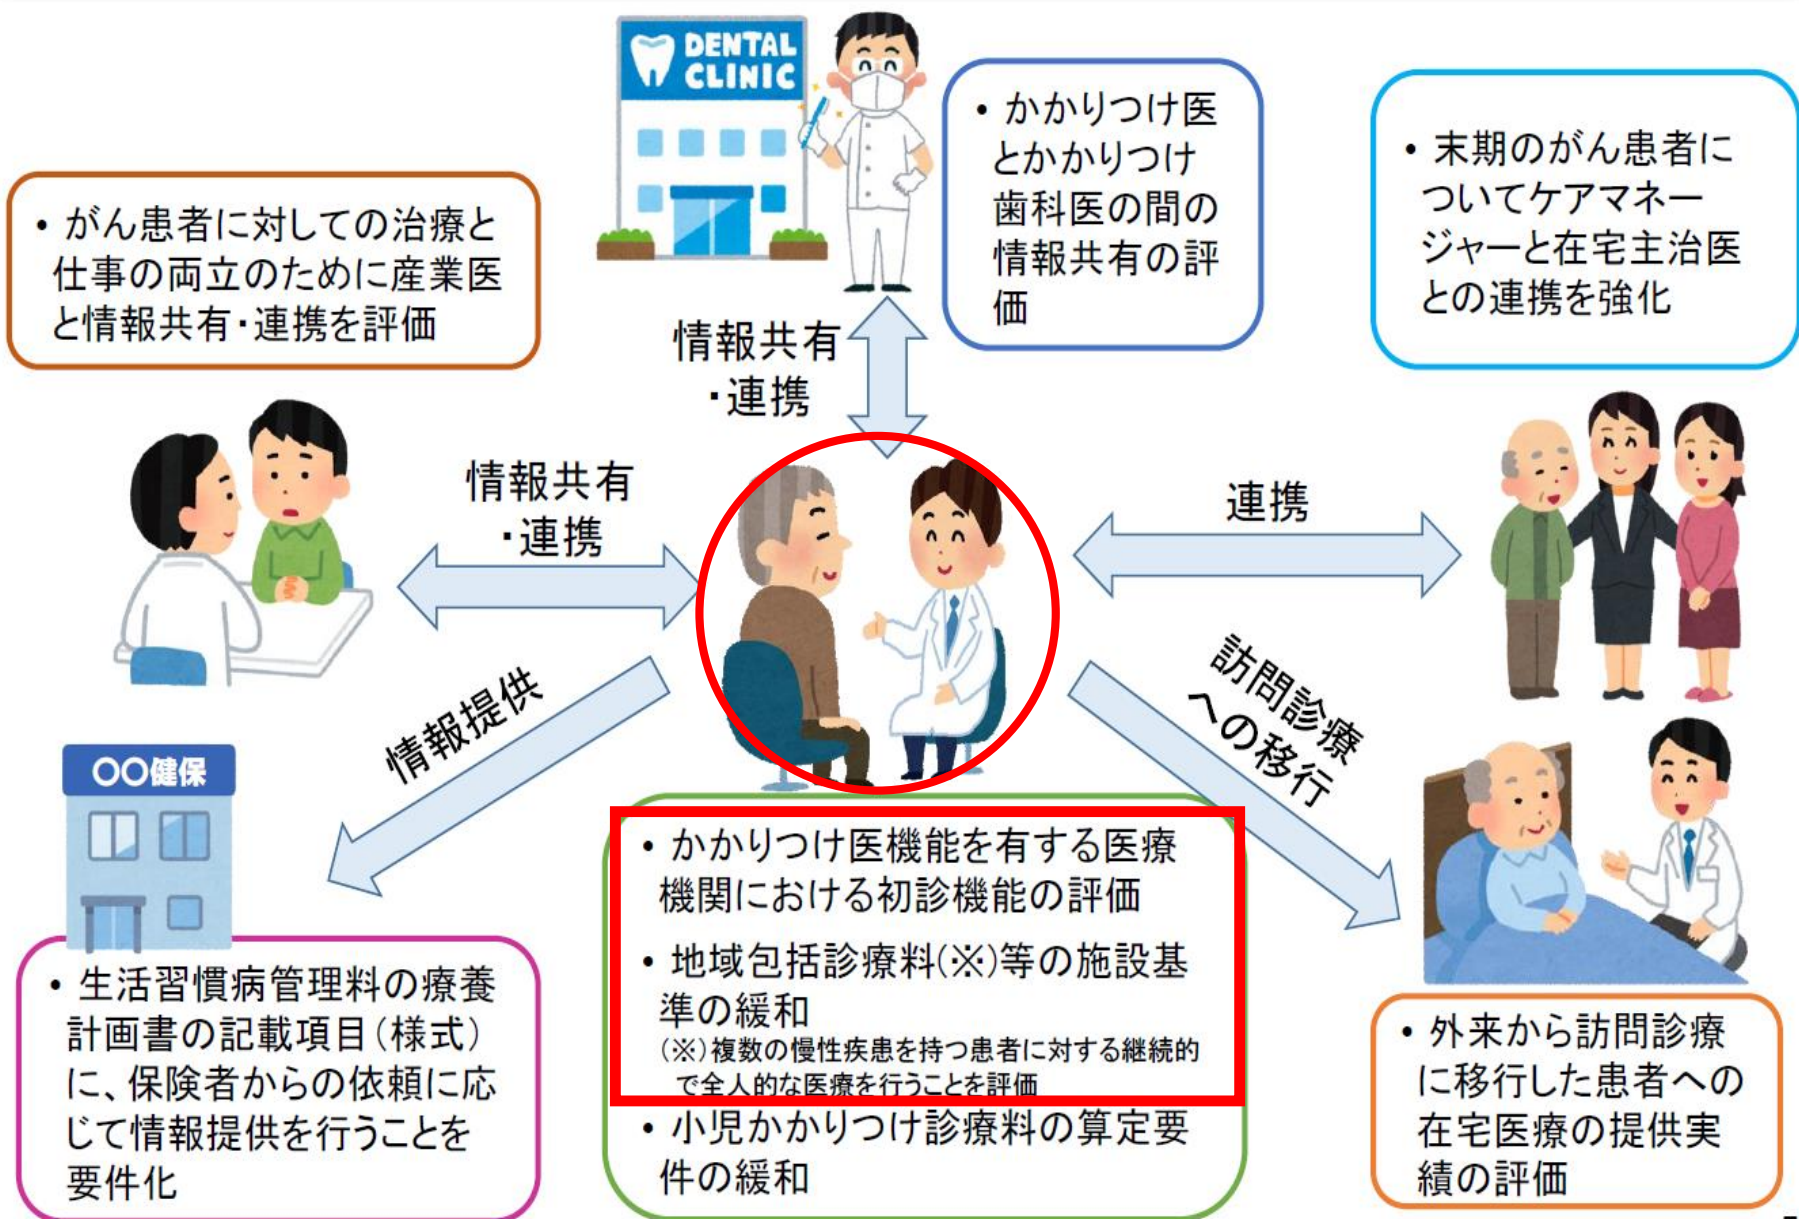 DENTAL
CLINIC
• かかりつけ医
とかかりつけ
歯科医の間の
情報共有の評
価
• 末期のがん患者に
ついてケアマネー
ジャーと在宅主治医
との連携を強化
• がん患者に対しての治療と
仕事の両立のために産業医
と情報共有・連携を評価
情報共有
・連携
情報共有
・連携
連携
情報提供
訪問診療
への移行
〇〇健保
• かかりつけ医機能を有する医療
機関における初診機能の評価
• 地域包括診療料(※)等の施設基
準の緩和
(※)複数の慢性疾患を持つ患者に対する継続的
で全人的な医療を行うことを評価
• 小児かかりつけ診療料の算定要
件の緩和
• 生活習慣病管理料の療養
計画書の記載項目(様式)
に、保険者からの依頼に応
じて情報提供を行うことを
要件化
• 外来から訪問診療
に移行した患者への
在宅医療の提供実
績の評価